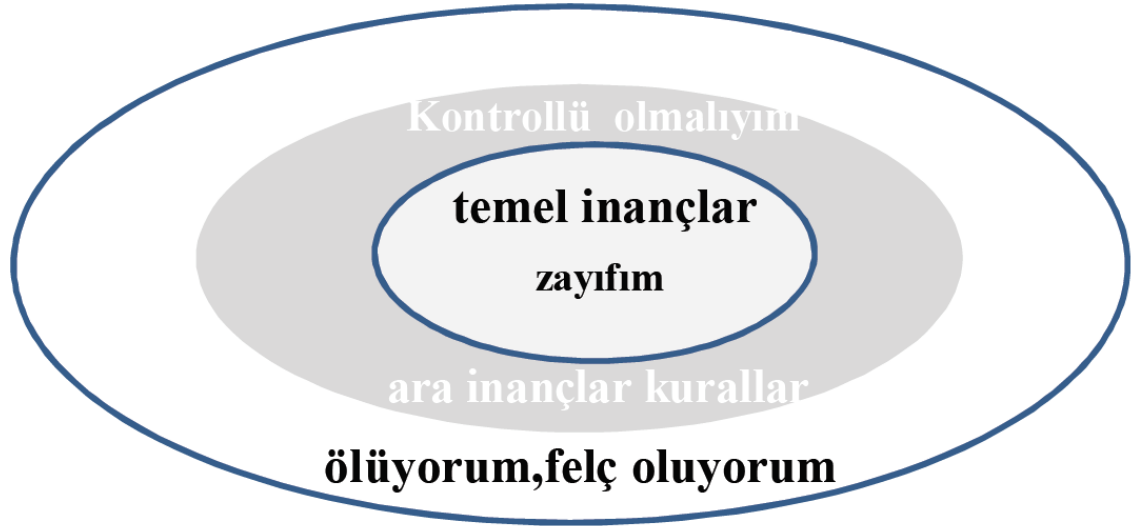 Kontrollü olmalıyım
temel inançlar
zayıfım
ara inançlar kurallar
ölüyorum,felç oluyorum